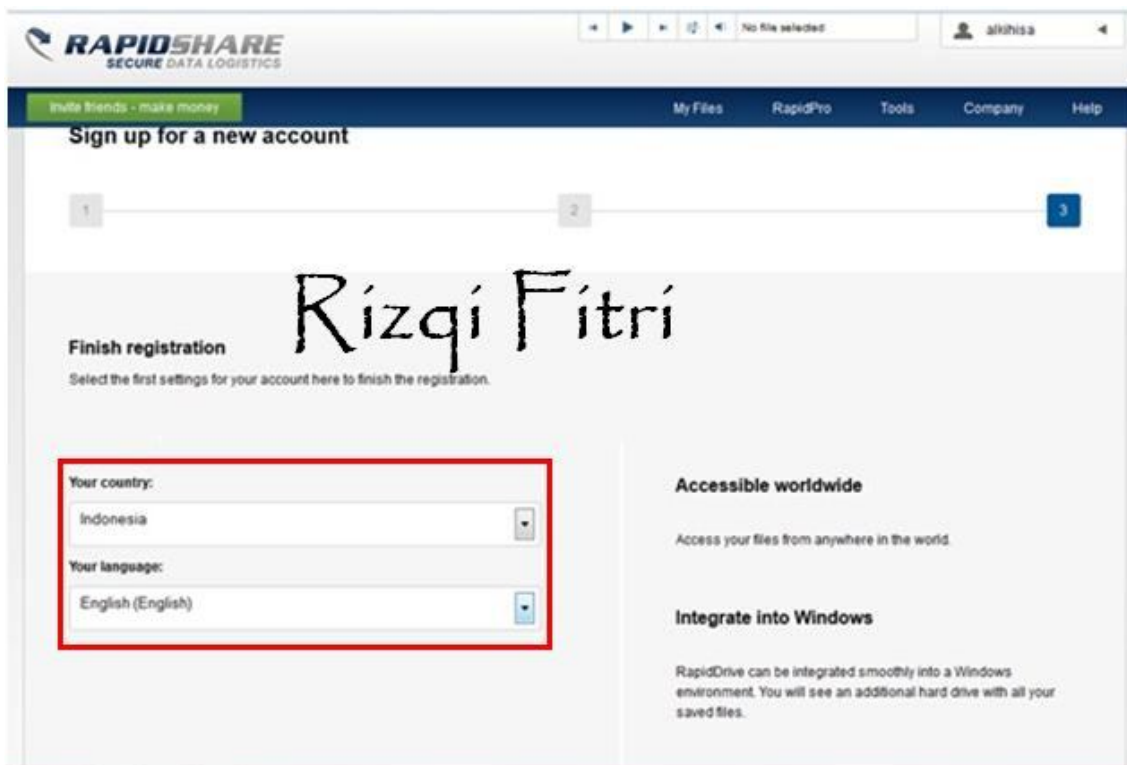 RAPIDSHARE
SECURE DATA LOGISTICS
No file selected
alkihisa
Invite friends - make money
My Files RapidPro Tools Company Help
Sign up for a new account
1 2 3
Rizqi Fitri
Finish registration
Select the first settings for your account here to finish the registration.
Your country:
Indonesia
Your language:
English (English)
Accessible worldwide
Access your files from anywhere in the world.
Integrate into Windows
RapidDrive can be integrated smoothly into a Windows
environment. You will see an additional hard drive with all your
saved files.